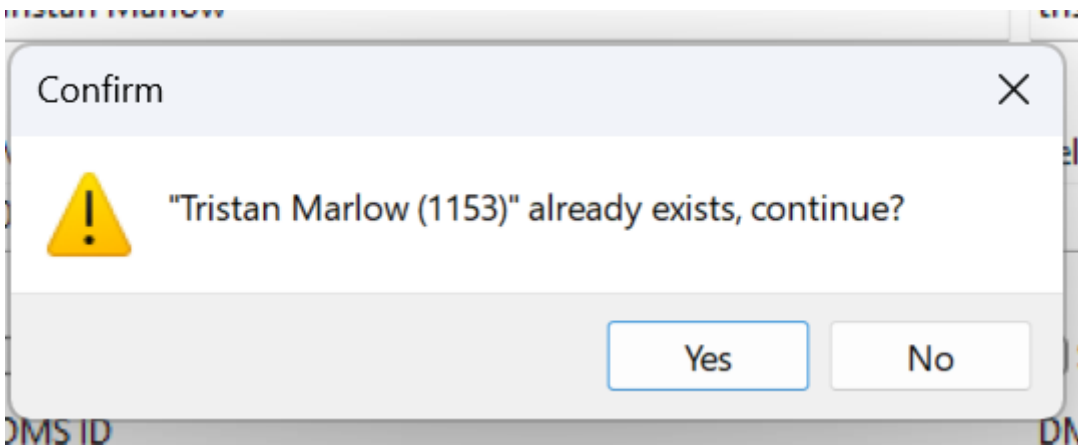 Confirm
"Tristan Marlow (1153)" already exists, continue?
Yes
No
DMS ID